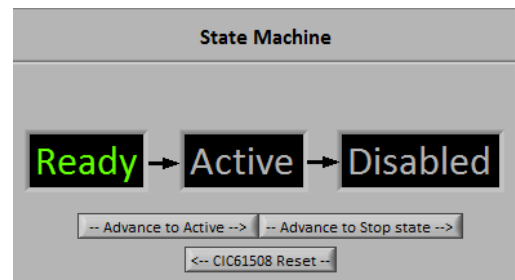 State Machine
Ready Active Disabled
-- Advance to Active --> -- Advance to Stop state -->
<-- CIC61508 Reset --